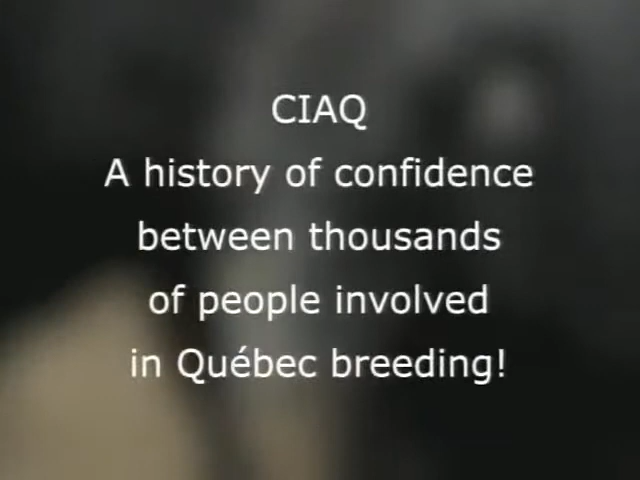 CIAQ
A history of confidence
between thousands
of people involved
in Québec breeding!